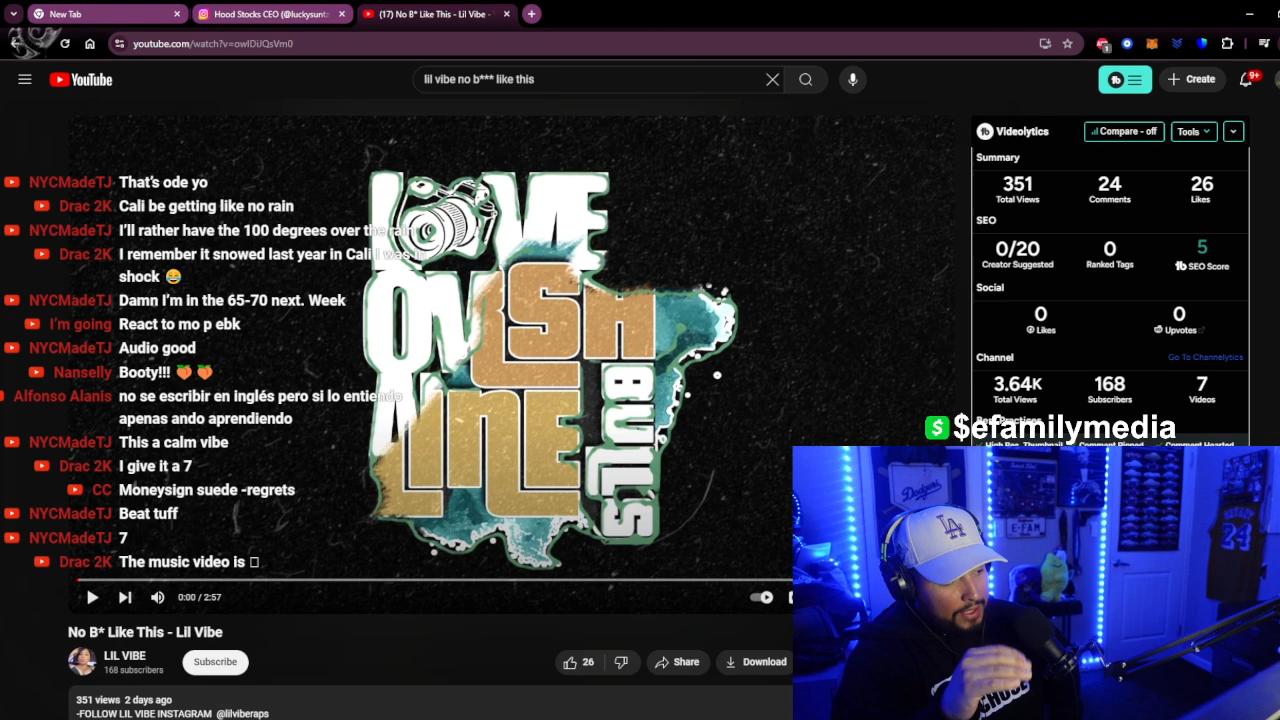 New Tab
Hood Stocks CEO (@luckysunta
(17) No B* Like This - Lil Vibe -
youtube.com/watch?v=owIDiJQsVm0
YouTube
lil vibe no b*** like this
Create
9+
Videolytics
Compare - off
Tools
Summary
351
24
26
Total Views
Comments
Likes
SEO
0/20
0
5
Creator Suggested
Ranked Tags
SEO Score
Social
0
0
Likes
Upvotes
Channel
Go To Channelytics
3.64K
168
7
Total Views
Subscribers
Videos
NYCMadeTJ That's ode yo
Drac 2K Cali be getting like no rain
NYCMadeTJ I'll rather have the 100 degrees over the rain
Drac 2K I remember it snowed last year in Cali I was in
shock 😂
NYCMadeTJ Damn I'm in the 65-70 next. Week
I'm going React to mo p ebk
NYCMadeTJ Audio good
Nanselly Booty!!! 🍑 🍑
Alfonso Alanis no se escribir en inglés pero si lo entiendo
apenas ando aprendiendo
NYCMadeTJ This a calm vibe
Drac 2K I give it a 7
CC Moneysign suede -regrets
NYCMadeTJ Beat tuff
NYCMadeTJ 7
Drac 2K The music video is
$efamilymedia
0:00 / 2:57
No B* Like This - Lil Vibe
LIL VIBE
168 subscribers
Subscribe
26
Share
Download
351 views 2 days ago
-FOLLOW LIL VIBE INSTAGRAM @lilviberaps
Dodgers
E-FAM
LA
BRYANT
24